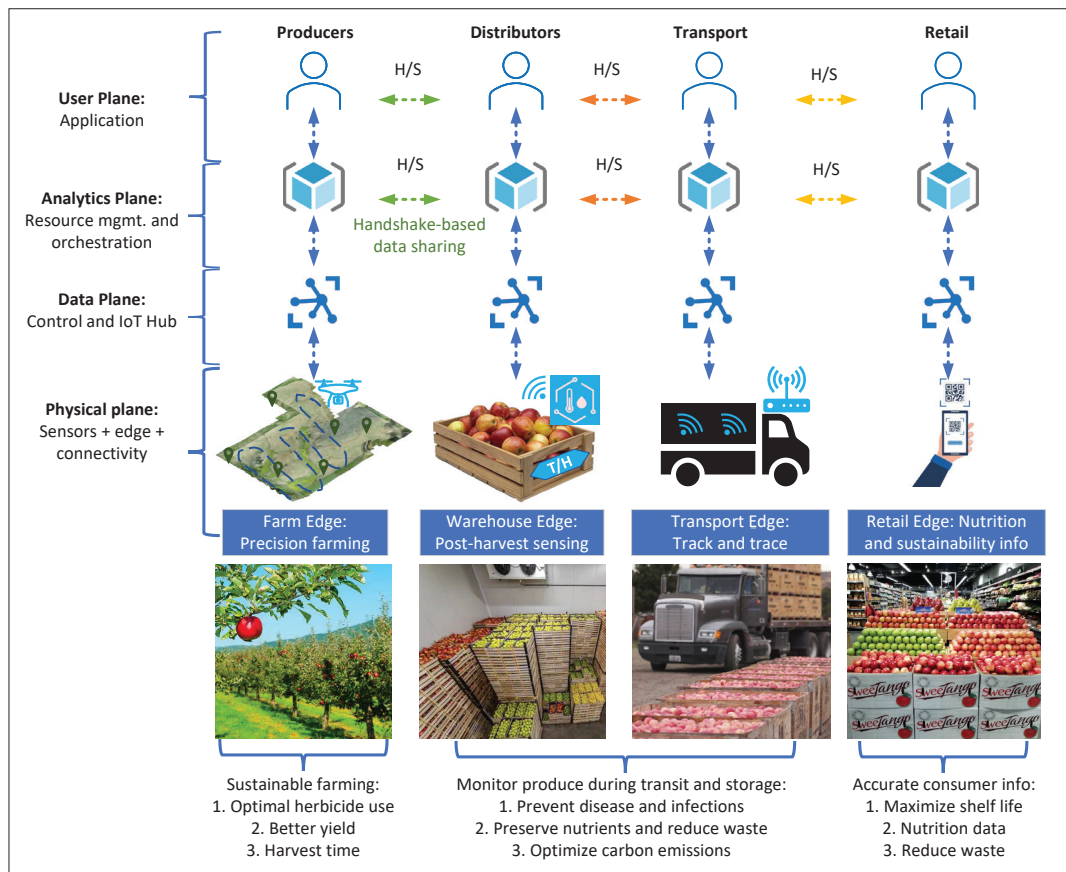 Producers
Distributors
Transport
Retail
User Plane:
Application
H/S
H/S
H/S
Analytics Plane:
Resource mgmt. and
orchestration
H/S
H/S
H/S
Handshake-based
data sharing
Data Plane:
Control and IoT Hub
Physical plane:
Sensors + edge +
connectivity
T/H
Farm Edge:
Precision farming
Warehouse Edge:
Post-harvest sensing
Transport Edge:
Track and trace
Retail Edge: Nutrition
and sustainability info
SweeTango
SweeTango
SweeTango
SweeTango
SweeTango
SweeTango
Sustainable farming:
1. Optimal herbicide use
2. Better yield
3. Harvest time
Monitor produce during transit and storage:
1. Prevent disease and infections
2. Preserve nutrients and reduce waste
3. Optimize carbon emissions
Accurate consumer info:
1. Maximize shelf life
2. Nutrition data
3. Reduce waste